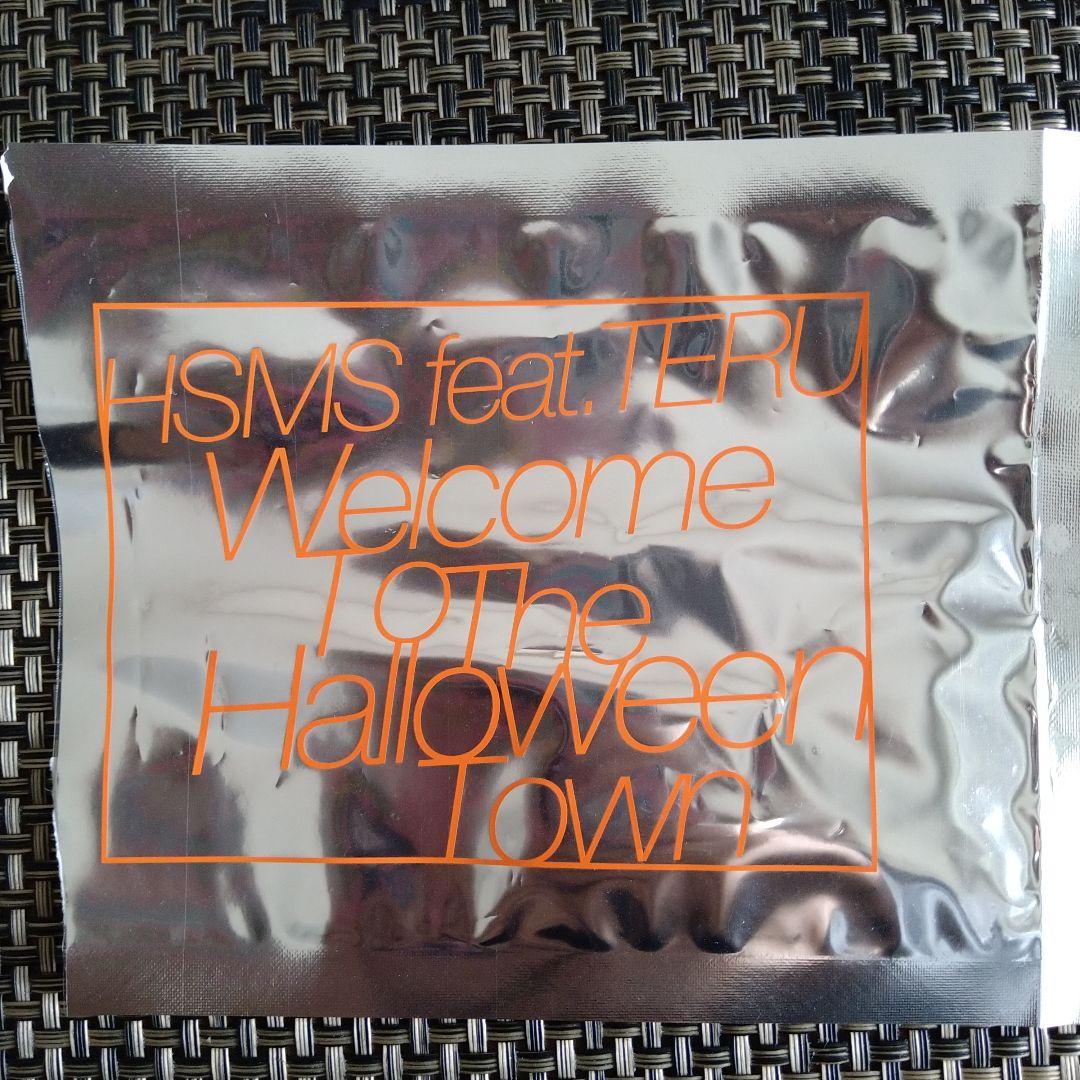 HSMS feat. TERU
Welcome
To The
Halloween
Town